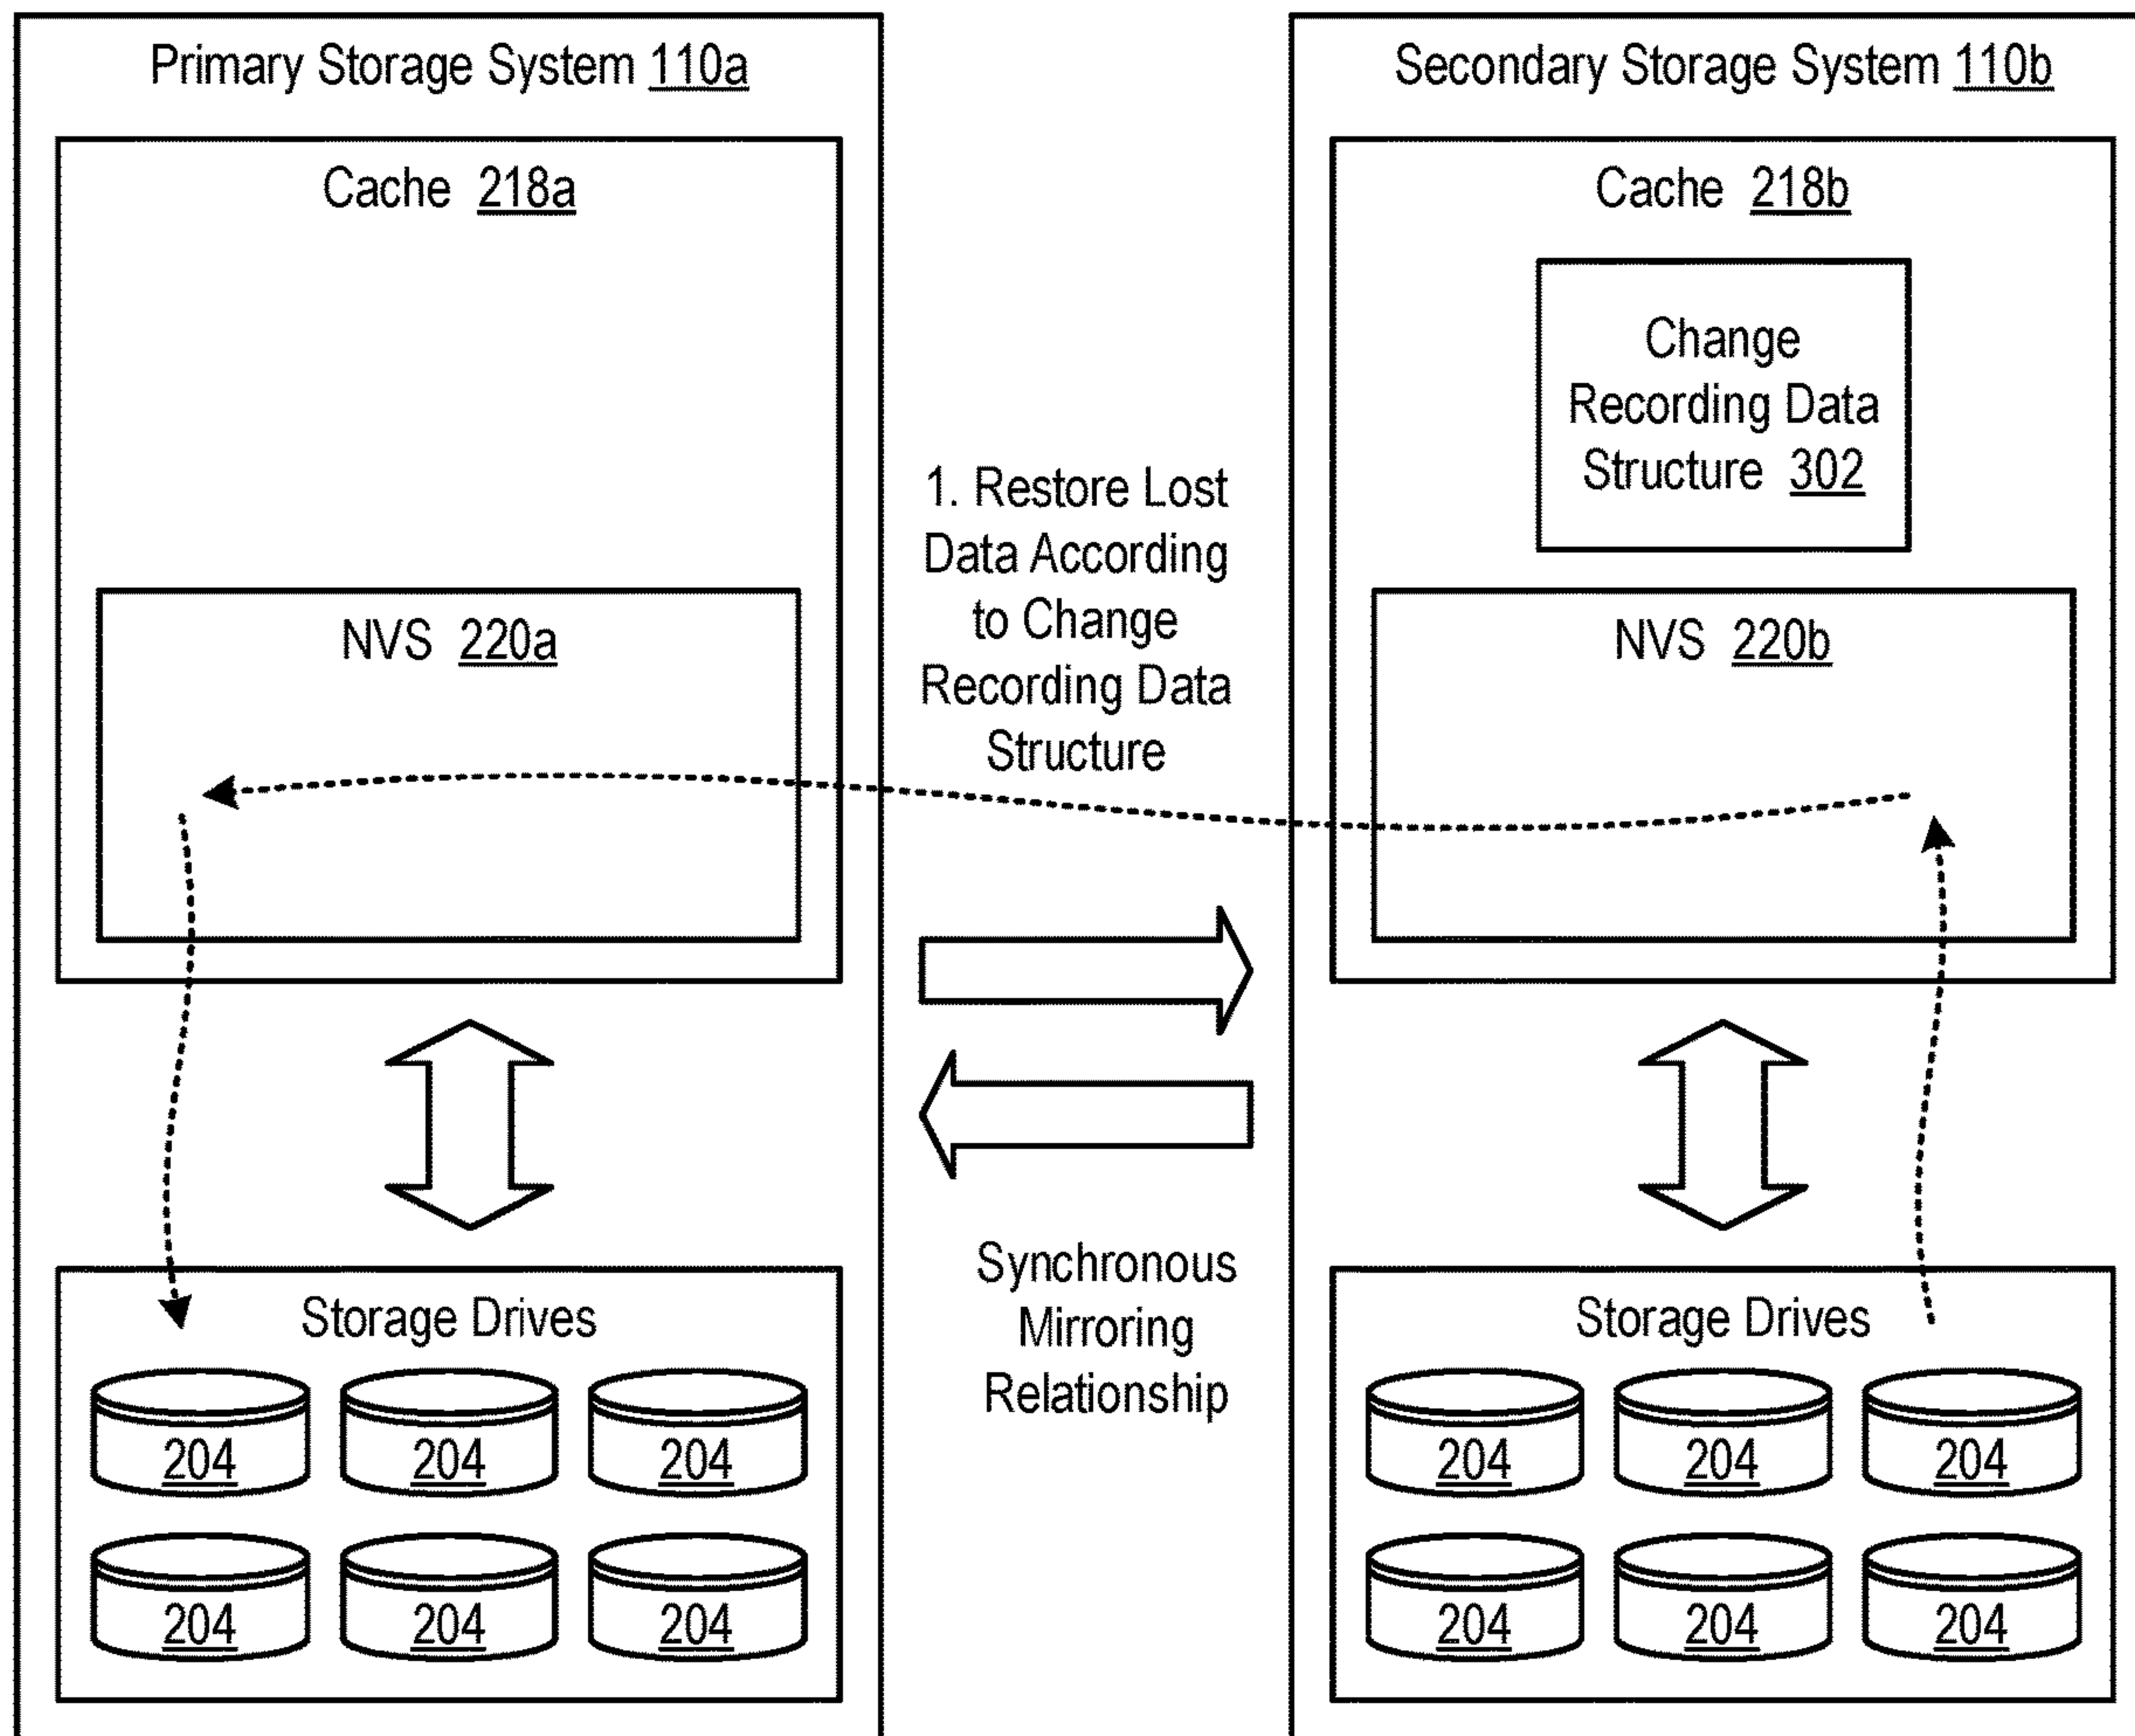 Primary Storage System 110a
Cache 218a
NVS 220a
Storage Drives
204 204 204
204 204 204
1. Restore Lost
Data According
to Change
Recording Data
Structure
Synchronous
Mirroring
Relationship
Secondary Storage System 110b
Cache 218b
Change
Recording Data
Structure 302
NVS 220b
Storage Drives
204 204 204
204 204 204